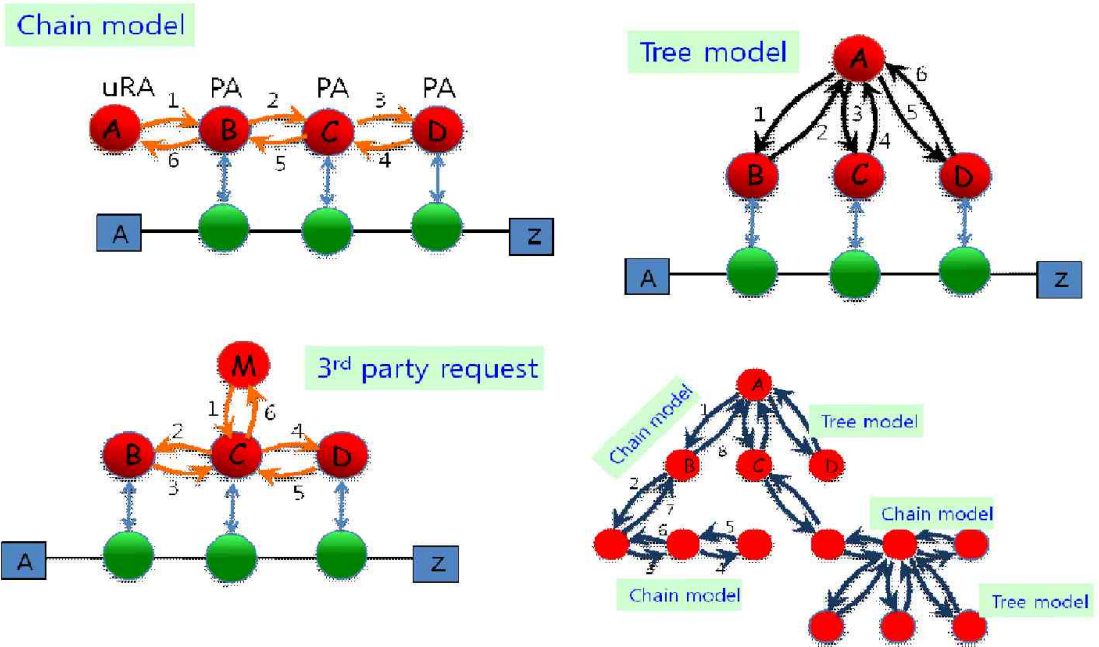 Chain model
uRA PA PA PA
1 2 3
A B C D
6 5 4
A Z
Tree model
A
6
1 2 3 4 5
B C D
A Z
3rd party request
M
1 6
2 4
B C D
3 5
A Z
A
Chain model
1
Tree model
8
B C D
2
7
Chain model
6 5
3 4
Chain model
Tree model